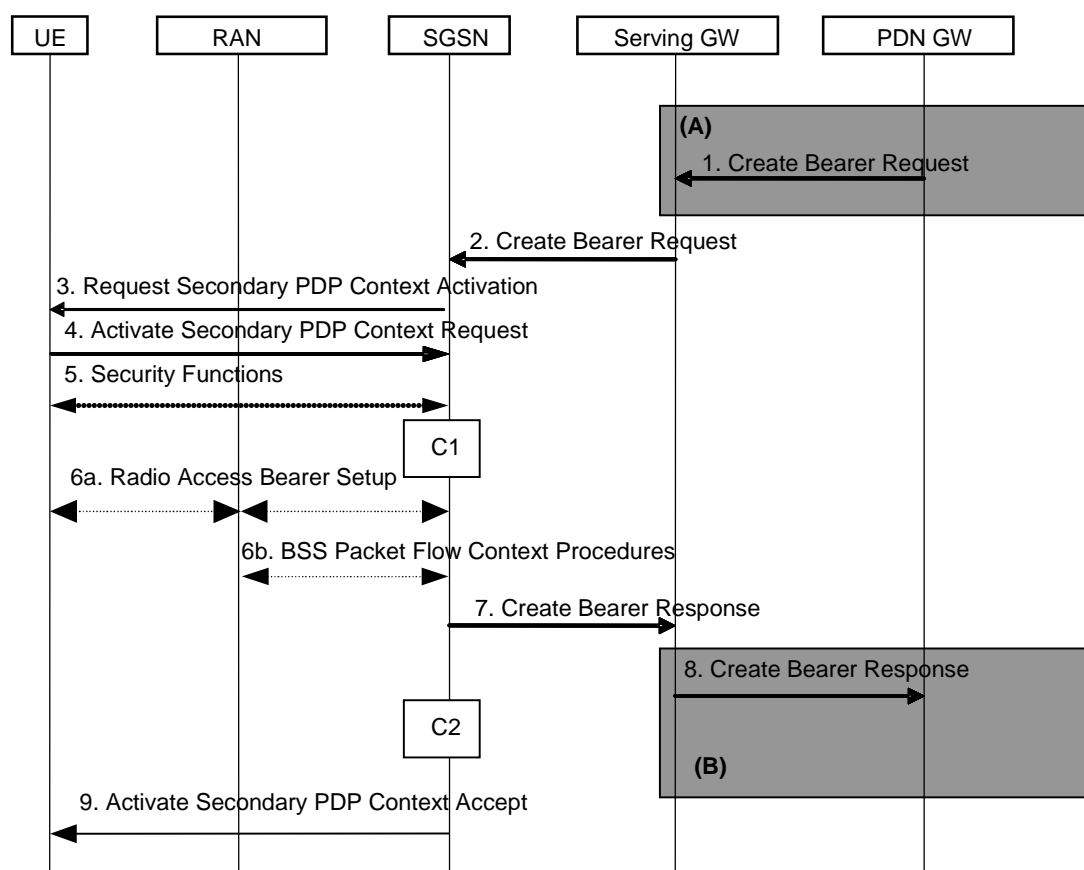 UE
RAN
SGSN
Serving GW
PDN GW
(A)
1. Create Bearer Request
2. Create Bearer Request
3. Request Secondary PDP Context Activation
4. Activate Secondary PDP Context Request
5. Security Functions
C1
6a. Radio Access Bearer Setup
6b. BSS Packet Flow Context Procedures
7. Create Bearer Response
8. Create Bearer Response
C2
(B)
9. Activate Secondary PDP Context Accept